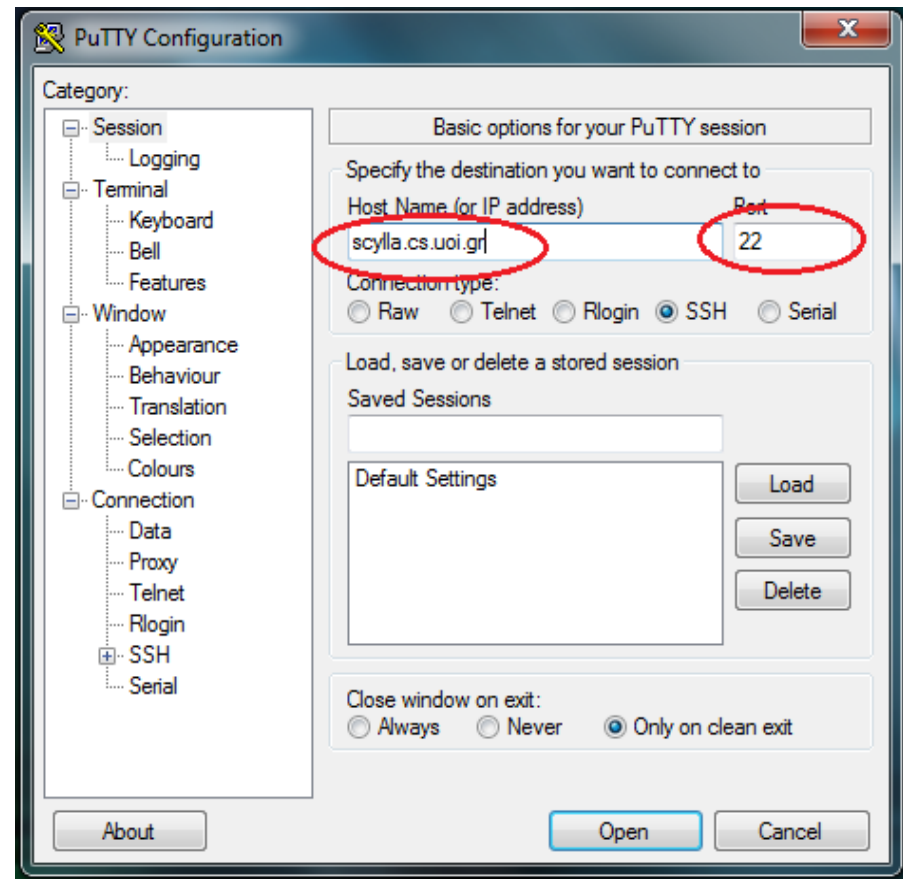 PuTTY Configuration
Category:
Session
Logging
Terminal
Keyboard
Bell
Features
Window
Appearance
Behaviour
Translation
Selection
Colours
Connection
Data
Proxy
Telnet
Rlogin
SSH
Serial
Basic options for your PuTTY session
Specify the destination you want to connect to
Host Name (or IP address) Port
scylla.cs.uoi.gr 22
Connection type:
Raw Telnet Rlogin SSH Serial
Load, save or delete a stored session
Saved Sessions
Default Settings
Load
Save
Delete
Close window on exit:
Always Never Only on clean exit
About Open Cancel